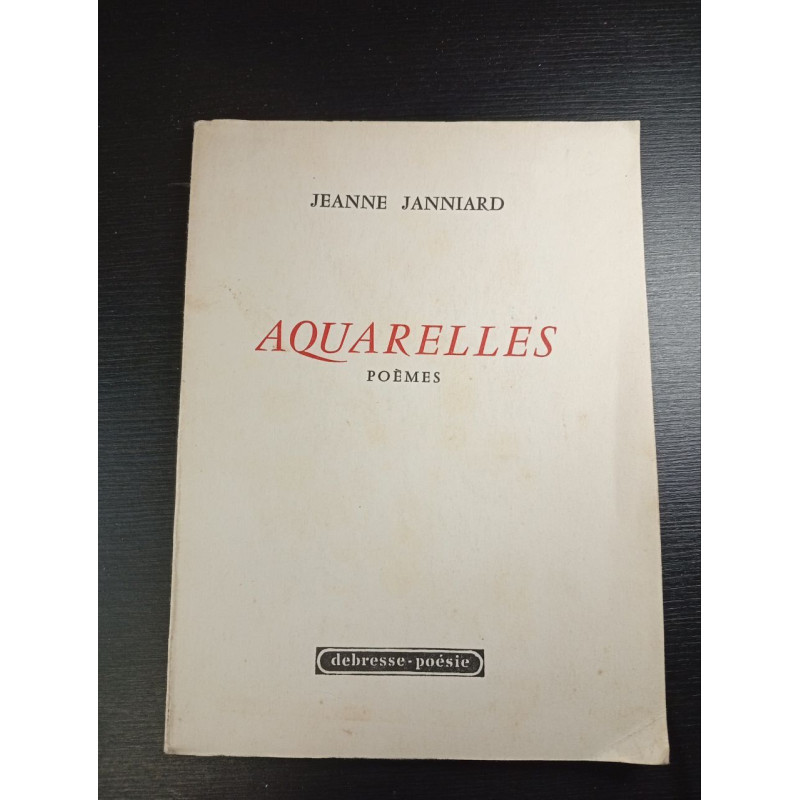 JEANNE JANNIARD
AQUARELLES
POÈMES
debresse-poésie